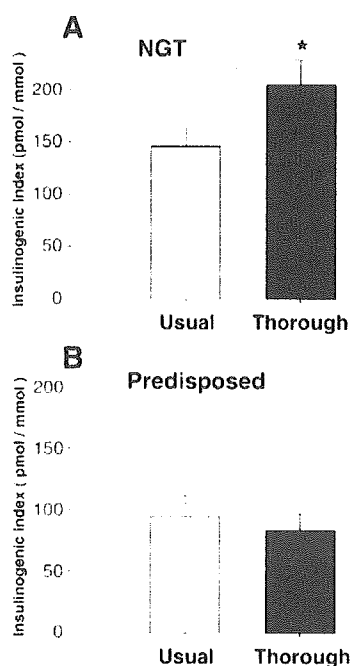 A
NGT
*
Insulinogenic Index (pmol / mmol)
200
150
100
50
0
Usual Thorough
B
Predisposed
Insulinogenic index ( pmol / mmol )
200
150
100
50
0
Usual Thorough